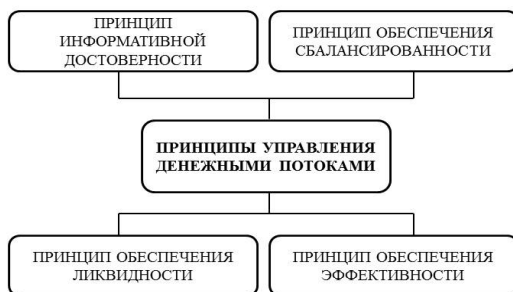 ПРИНЦИП
ИНФОРМАТИВНОЙ
ДОСТОВЕРНОСТИ
ПРИНЦИП ОБЕСПЕЧЕНИЯ
СБАЛАНСИРОВАННОСТИ
ПРИНЦИПЫ УПРАВЛЕНИЯ
ДЕНЕЖНЫМИ ПОТОКАМИ
ПРИНЦИП ОБЕСПЕЧЕНИЯ
ЛИКВИДНОСТИ
ПРИНЦИП ОБЕСПЕЧЕНИЯ
ЭФФЕКТИВНОСТИ